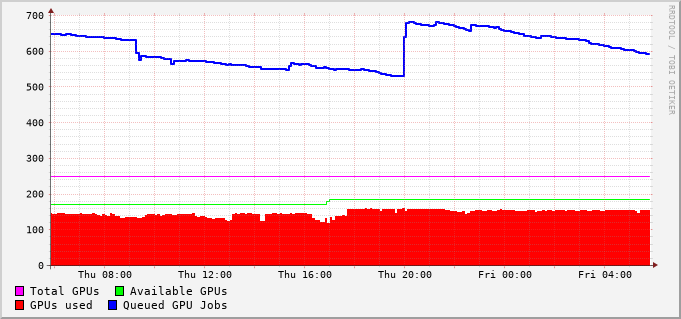 700
600
500
400
300
200
100
0
Thu 08:00 Thu 12:00 Thu 16:00 Thu 20:00 Fri 00:00 Fri 04:00
Total GPUs Available GPUs
GPUs used Queued GPU Jobs
RRDTOOL / TOBI OETIKER